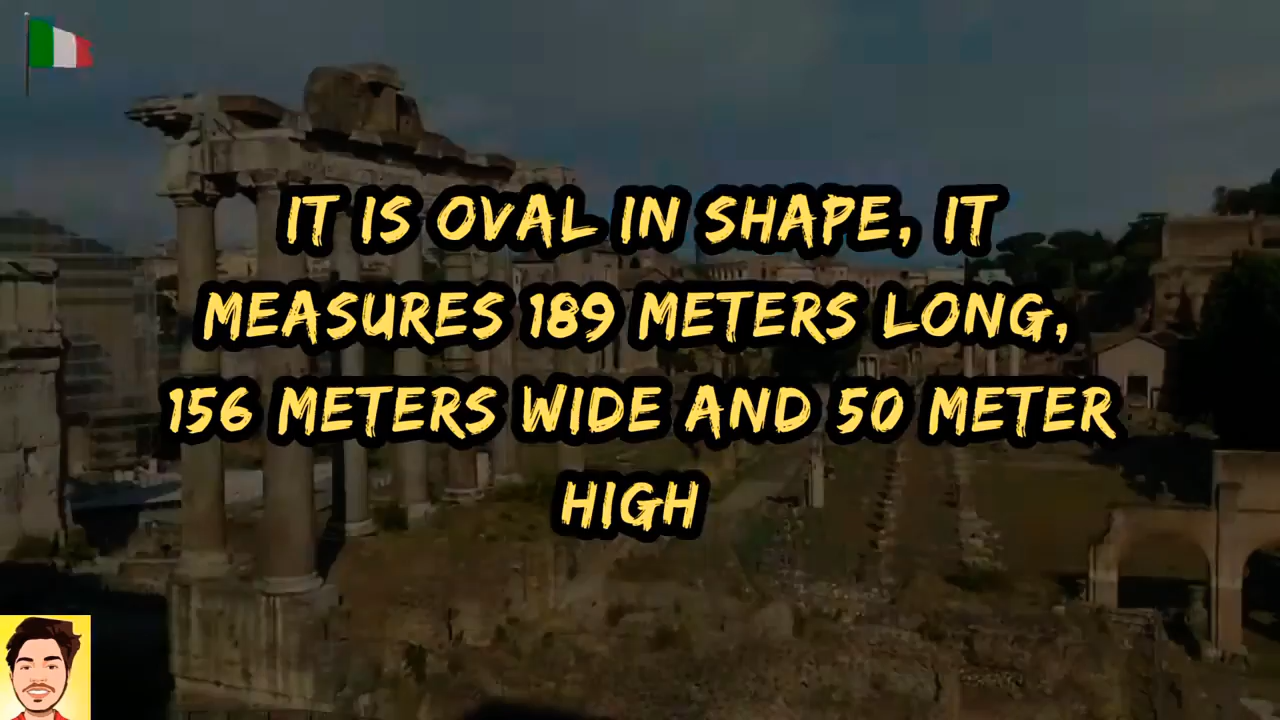 IT IS OVAL IN SHAPE, IT
MEASURES 189 METERS LONG,
156 METERS WIDE AND 50 METER
HIGH